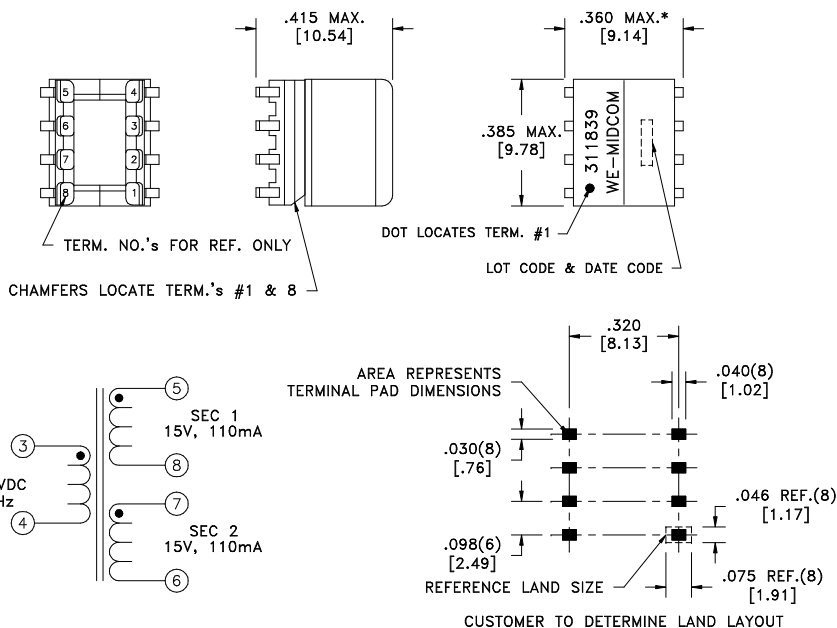 .415 MAX.
[10.54]
.360 MAX.*
[9.14]
5
4
6
3
7
2
8
1
.385 MAX.
[9.78]
311839
WE-MIDCOM
TERM. NO.'s FOR REF. ONLY
DOT LOCATES TERM. #1
LOT CODE & DATE CODE
CHAMFERS LOCATE TERM.'s #1 & 8
.320
[8.13]
AREA REPRESENTS
TERMINAL PAD DIMENSIONS
.040(8)
[1.02]
5
SEC 1
15V, 110mA
3
8
VDC
Hz
4
7
SEC 2
15V, 110mA
6
.030(8)
[.76]
.046 REF.(8)
[1.17]
.098(6)
[2.49]
REFERENCE LAND SIZE
.075 REF.(8)
[1.91]
CUSTOMER TO DETERMINE LAND LAYOUT